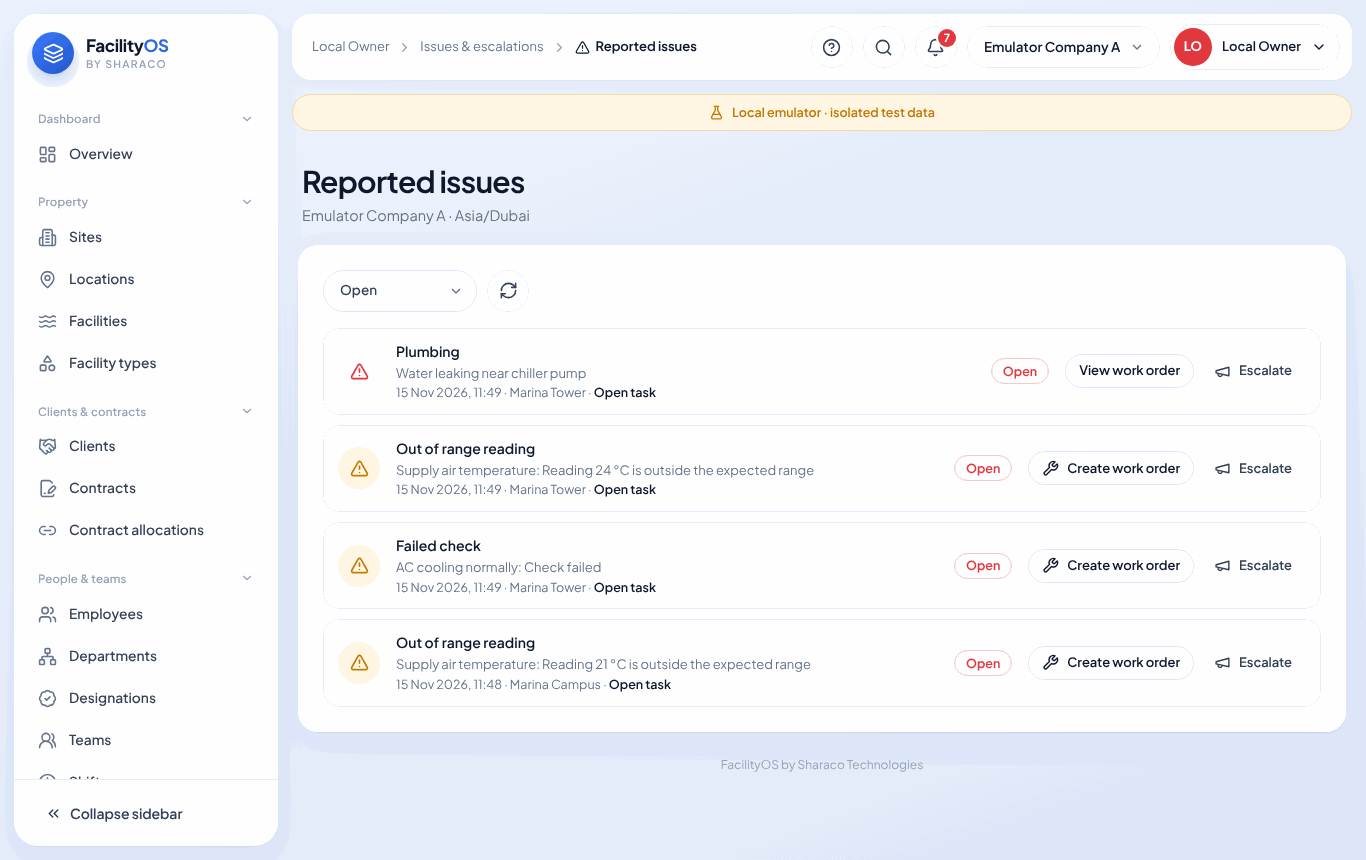 FacilityOS
BY SHARACO
Dashboard
Overview
Property
Sites
Locations
Facilities
Facility types
Clients & contracts
Clients
Contracts
Contract allocations
People & teams
Employees
Departments
Designations
Teams
Collapse sidebar
Local Owner > Issues & escalations > Reported issues
7
Emulator Company A
LO Local Owner
Local emulator · isolated test data
Reported issues
Emulator Company A · Asia/Dubai
Open
Plumbing
Water leaking near chiller pump
15 Nov 2026, 11:49 · Marina Tower · Open task
Open View work order Escalate
Out of range reading
Supply air temperature: Reading 24 °C is outside the expected range
15 Nov 2026, 11:49 · Marina Tower · Open task
Open Create work order Escalate
Failed check
AC cooling normally: Check failed
15 Nov 2026, 11:49 · Marina Tower · Open task
Open Create work order Escalate
Out of range reading
Supply air temperature: Reading 21 °C is outside the expected range
15 Nov 2026, 11:48 · Marina Campus · Open task
Open Create work order Escalate
FacilityOS by Sharaco Technologies